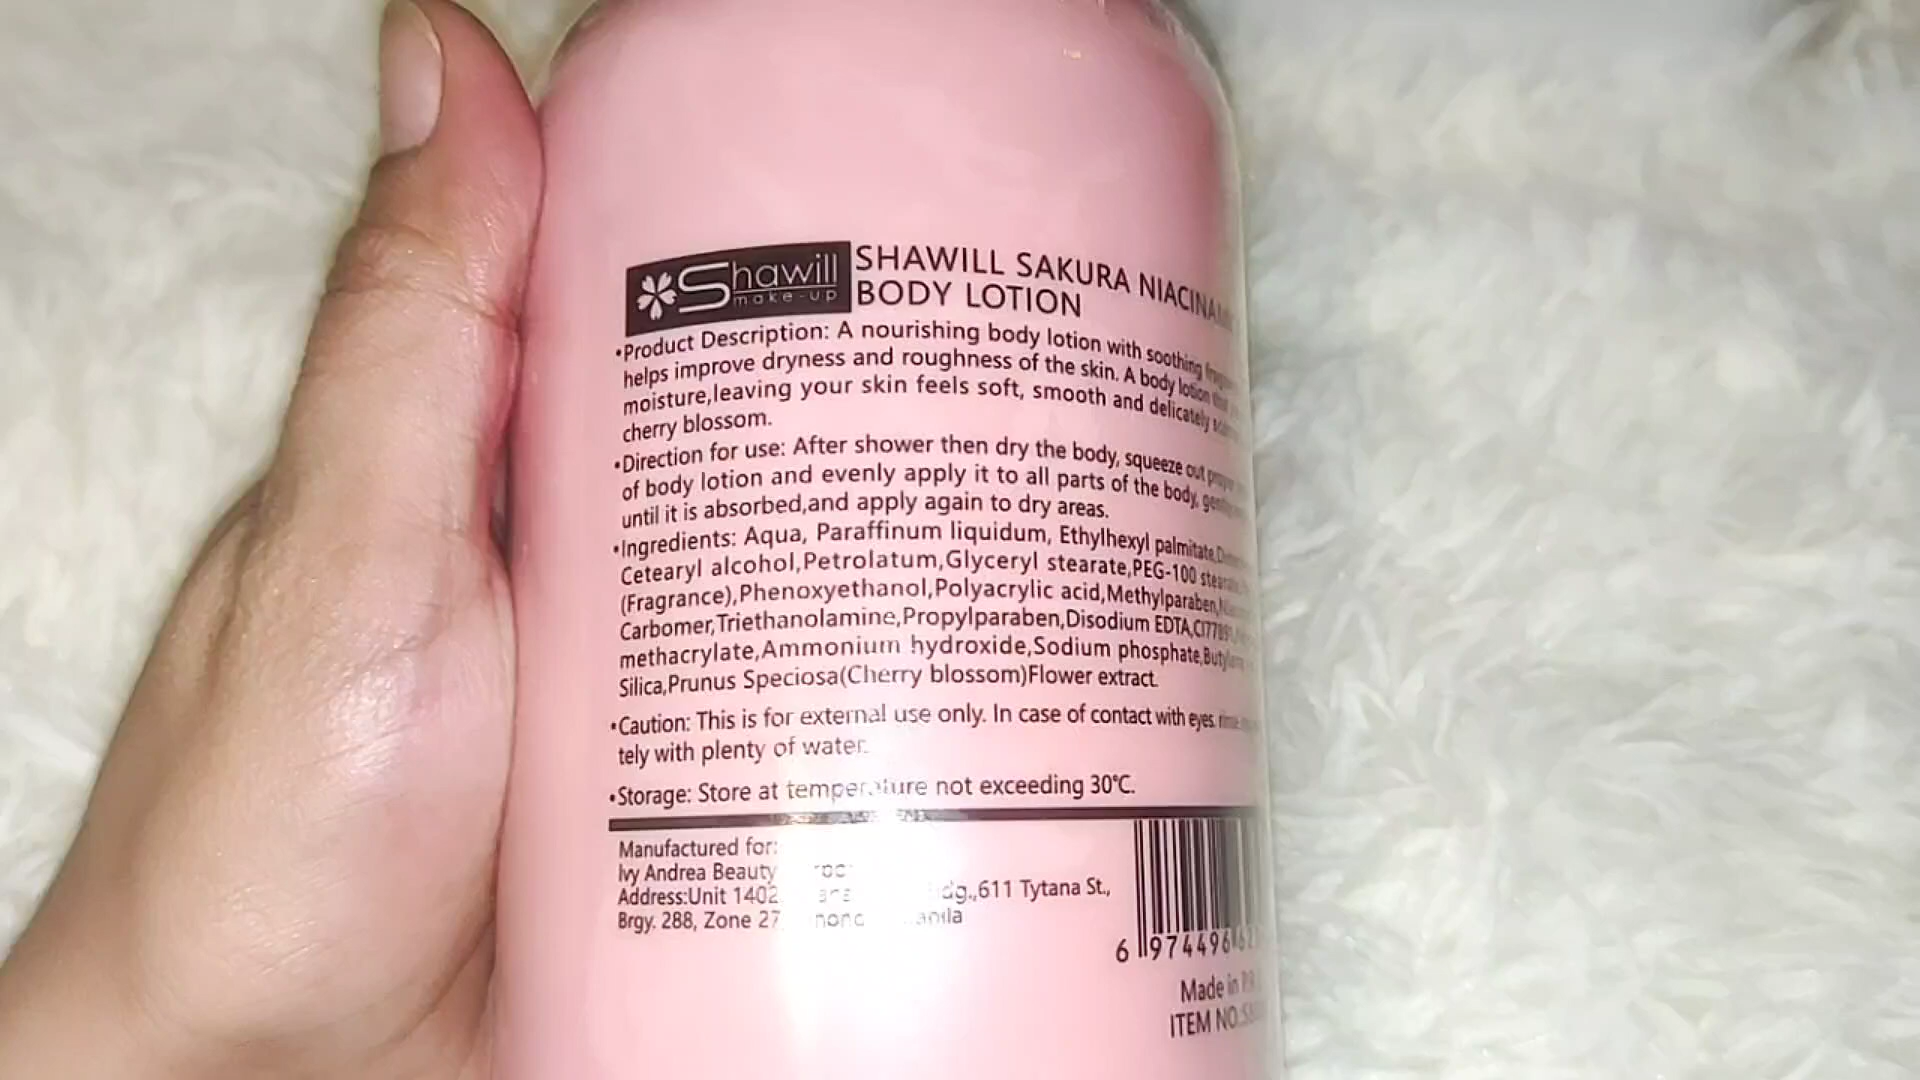 Shawill
make-up
SHAWILL SAKURA
BODY LOTION
•Product Description: A nourishing body lotion with soothing
helps improve dryness and roughness of the skin. A body lotion
moisture,leaving your skin feels soft, smooth and delicately
cherry blossom.
•Direction for use: After shower then dry the body, squeeze out
of body lotion and evenly apply it to all parts of the body,
until it is absorbed,and apply again to dry areas.
•Ingredients: Aqua, Paraffinum liquidum, Ethylhexyl palmitate,
Cetearyl alcohol,Petrolatum,Glyceryl stearate,PEG-100
(Fragrance),Phenoxyethanol,Polyacrylic acid,Methylparaben,
Carbomer,Triethanolamine,Propylparaben,Disodium EDTA,
methacrylate,Ammonium hydroxide,Sodium phosphate,
Silica,Prunus Speciosa(Cherry blossom)Flower extract.
•Caution: This is for external use only. In case of contact with eyes
tely with plenty of water.
•Storage: Store at temperature not exceeding 30°C.
Manufactured for:
Ivy Andrea Beauty
Address:Unit 1402 611 Tytana St.,
Brgy. 288, Zone 27
6 974496
Made in
ITEM NO.